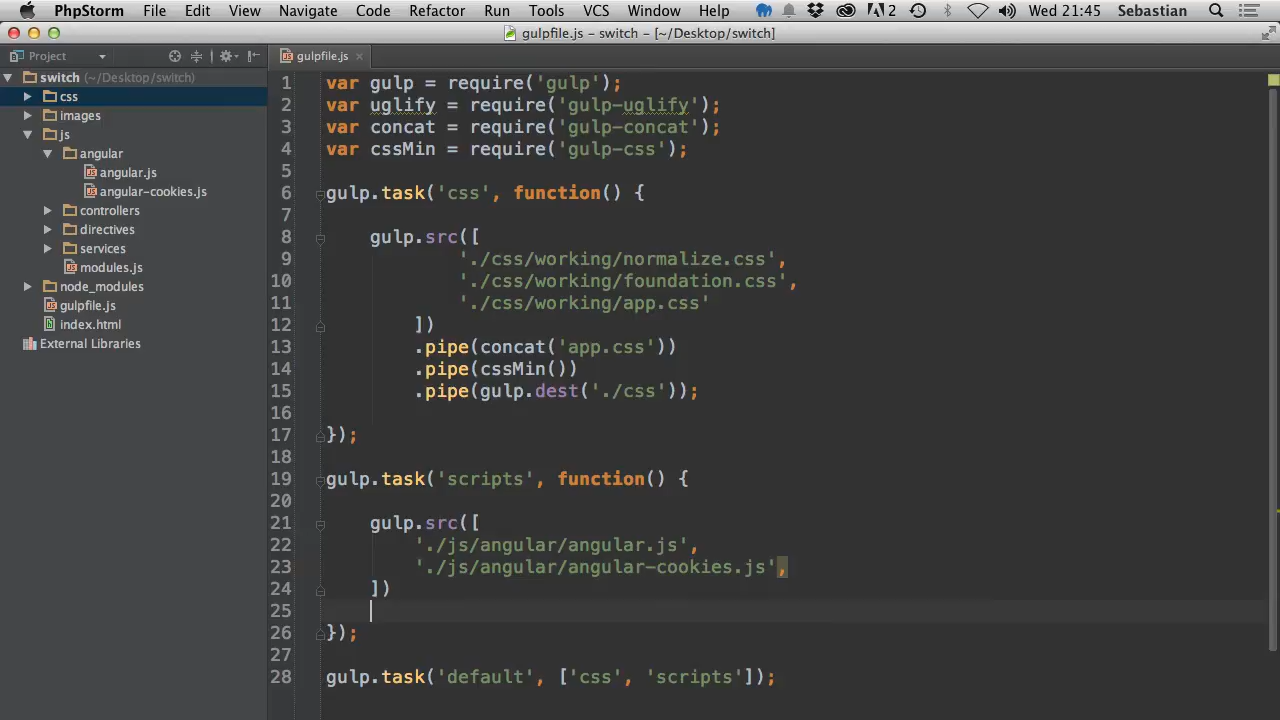 PhpStorm File Edit View Navigate Code Refactor Run Tools VCS Window Help 2 Wed 21:45 Sebastian
gulpfile.js – switch – [~/Desktop/switch]
Project
gulpfile.js
switch (~/Desktop/switch)
css
images
js
angular
angular.js
angular-cookies.js
controllers
directives
services
modules.js
node_modules
gulpfile.js
index.html
External Libraries
1 var gulp = require('gulp');
2 var uglify = require('gulp-uglify');
3 var concat = require('gulp-concat');
4 var cssMin = require('gulp-css');
5
6 gulp.task('css', function() {
7
8 gulp.src([
9 './css/working/normalize.css',
10 './css/working/foundation.css',
11 './css/working/app.css'
12 ])
13 .pipe(concat('app.css'))
14 .pipe(cssMin())
15 .pipe(gulp.dest('./css'));
16
17 });
18
19 gulp.task('scripts', function() {
20
21 gulp.src([
22 './js/angular/angular.js',
23 './js/angular/angular-cookies.js',
24 ])
25
26 });
27
28 gulp.task('default', ['css', 'scripts']);